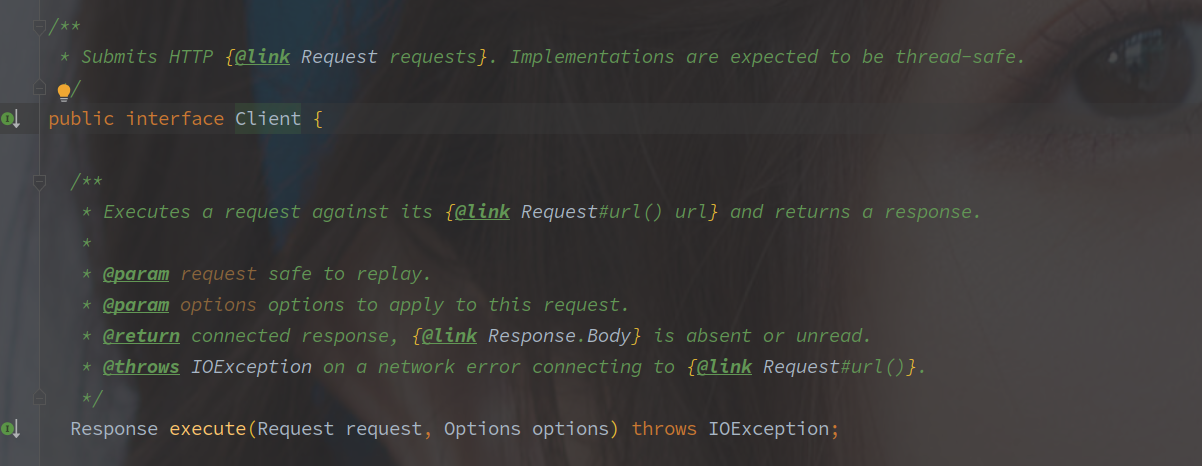 /**
 * Submits HTTP {@link Request requests}. Implementations are expected to be thread-safe.
 */
public interface Client {
/**
 * Executes a request against its {@link Request#url() url} and returns a response.
 *
 * @param request safe to replay.
 * @param options options to apply to this request.
 * @return connected response, {@link Response.Body} is absent or unread.
 * @throws IOException on a network error connecting to {@link Request#url()}.
 */
Response execute(Request request, Options options) throws IOException;